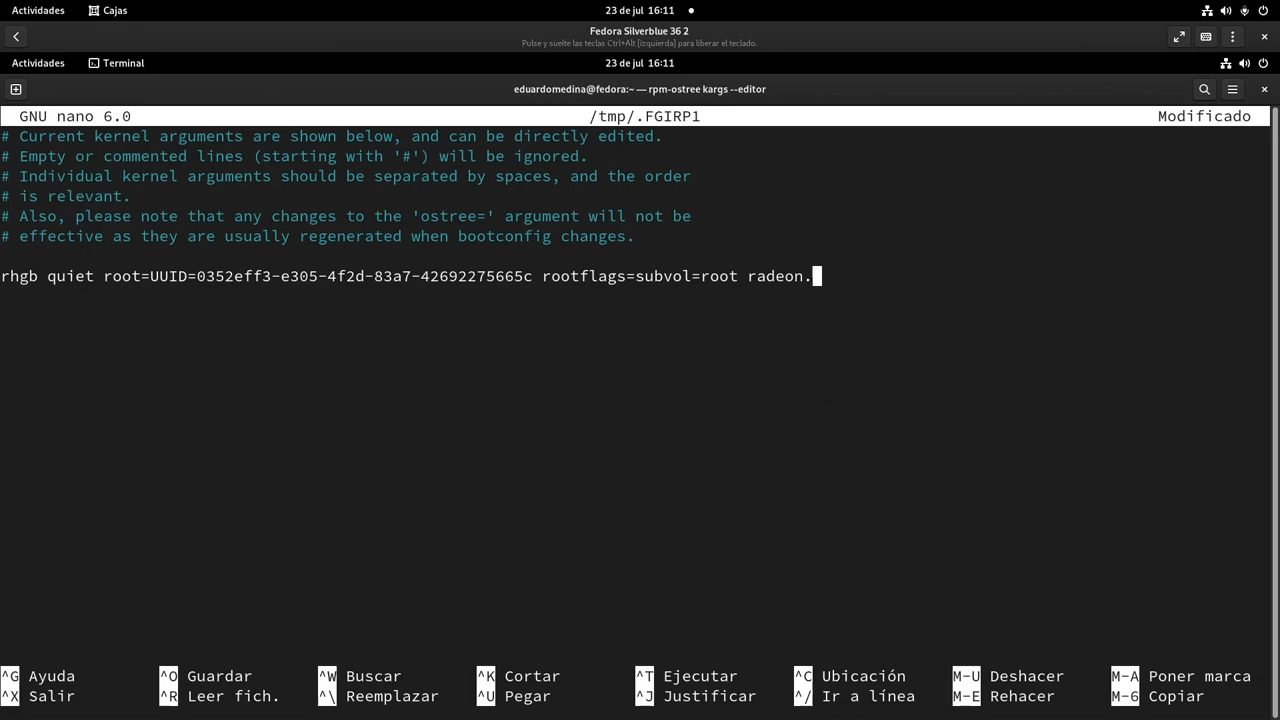 Actividades Cajas 23 de jul 16:11
Fedora Silverblue 36 2
Pulse y suelte las teclas Ctrl+Alt [izquierda] para liberar el teclado.
Actividades Terminal 23 de jul 16:11
eduardomedina@fedora:~ — rpm-ostree kargs --editor
GNU nano 6.0 /tmp/.FGIRP1 Modificado
# Current kernel arguments are shown below, and can be directly edited.
# Empty or commented lines (starting with '#') will be ignored.
# Individual kernel arguments should be separated by spaces, and the order
# is relevant.
# Also, please note that any changes to the 'ostree=' argument will not be
# effective as they are usually regenerated when bootconfig changes.
rhgb quiet root=UUID=0352eff3-e305-4f2d-83a7-42692275665c rootflags=subvol=root radeon.
^G Ayuda ^O Guardar ^W Buscar ^K Cortar ^T Ejecutar ^C Ubicación M-U Deshacer M-A Poner marca
^X Salir ^R Leer fich. ^\ Reemplazar ^U Pegar ^J Justificar ^/ Ir a línea M-E Rehacer M-6 Copiar